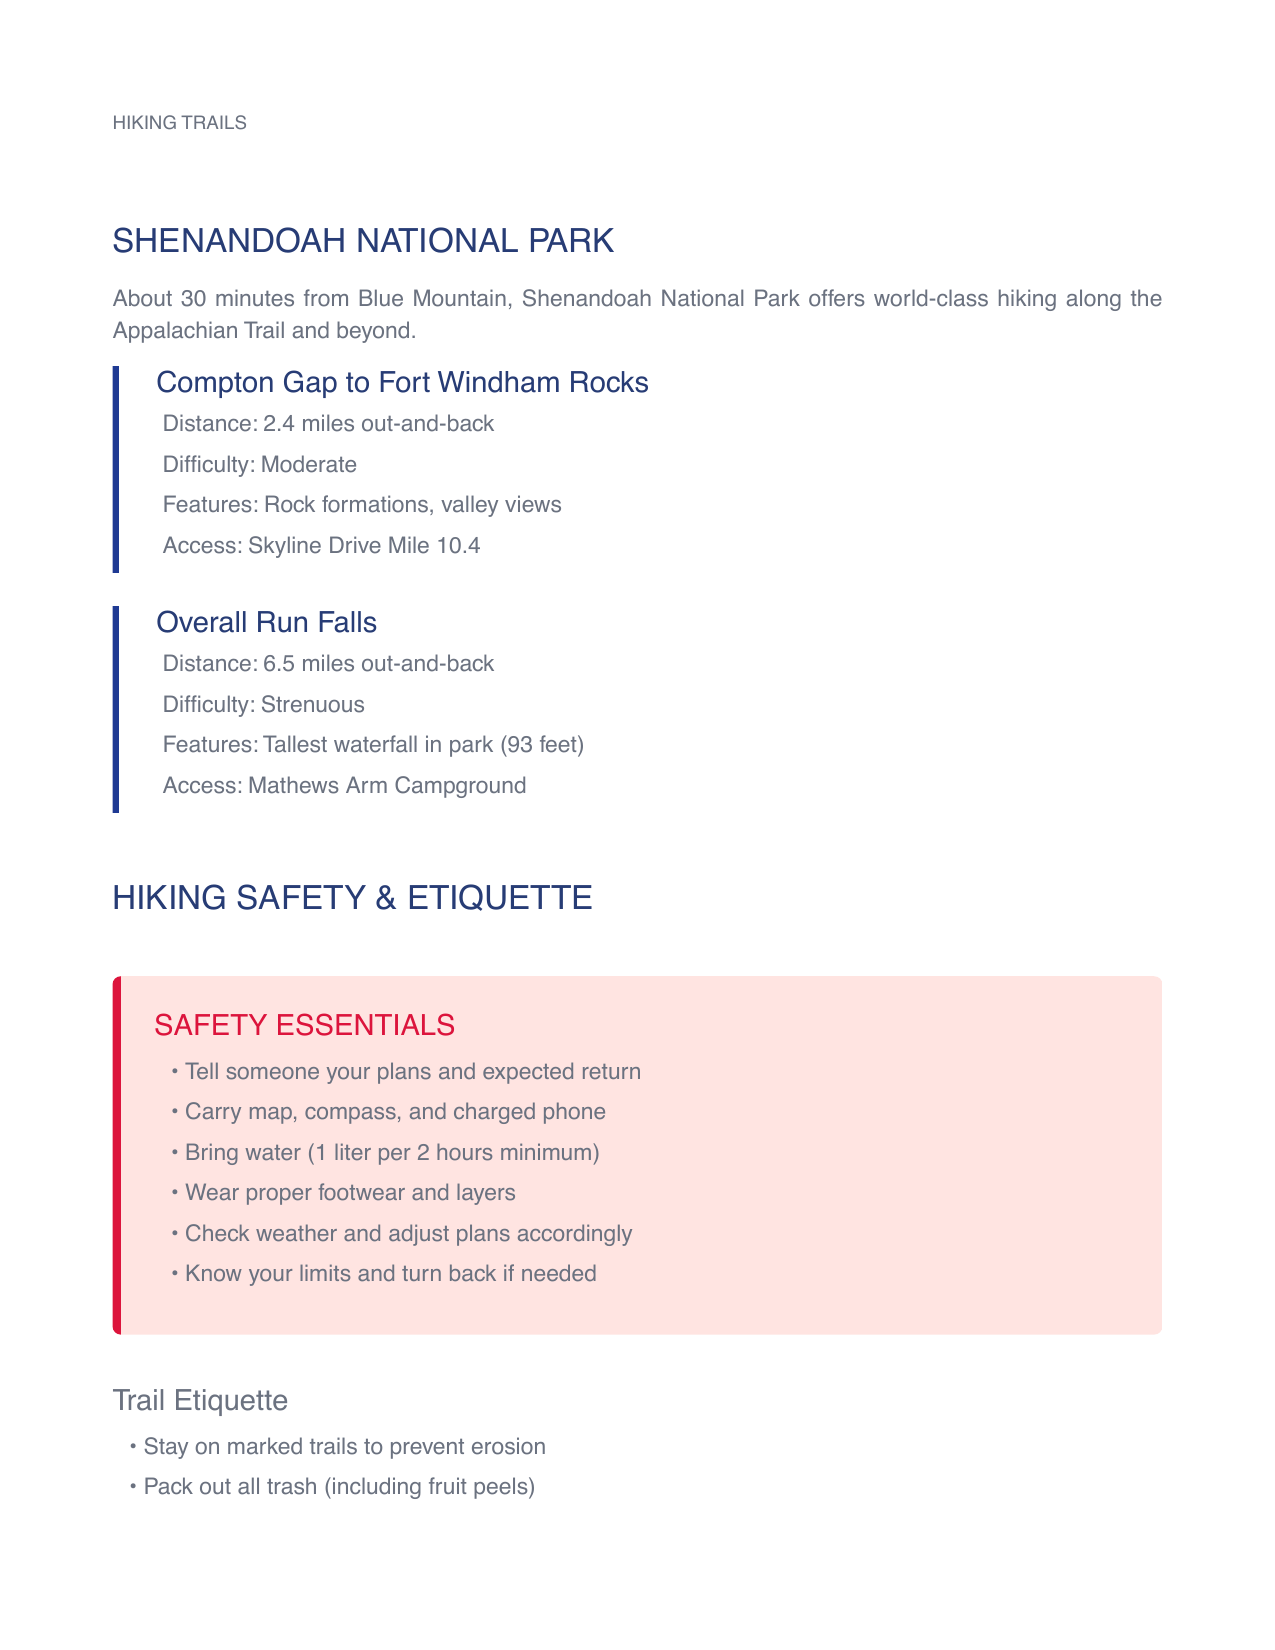 HIKING TRAILS
SHENANDOAH NATIONAL PARK
About 30 minutes from Blue Mountain, Shenandoah National Park offers world-class hiking along the
Appalachian Trail and beyond.
Compton Gap to Fort Windham Rocks
Distance: 2.4 miles out-and-back
Difficulty: Moderate
Features: Rock formations, valley views
Access: Skyline Drive Mile 10.4
Overall Run Falls
Distance: 6.5 miles out-and-back
Difficulty: Strenuous
Features: Tallest waterfall in park (93 feet)
Access: Mathews Arm Campground
HIKING SAFETY & ETIQUETTE
SAFETY ESSENTIALS
• Tell someone your plans and expected return
• Carry map, compass, and charged phone
• Bring water (1 liter per 2 hours minimum)
• Wear proper footwear and layers
• Check weather and adjust plans accordingly
• Know your limits and turn back if needed
Trail Etiquette
• Stay on marked trails to prevent erosion
• Pack out all trash (including fruit peels)